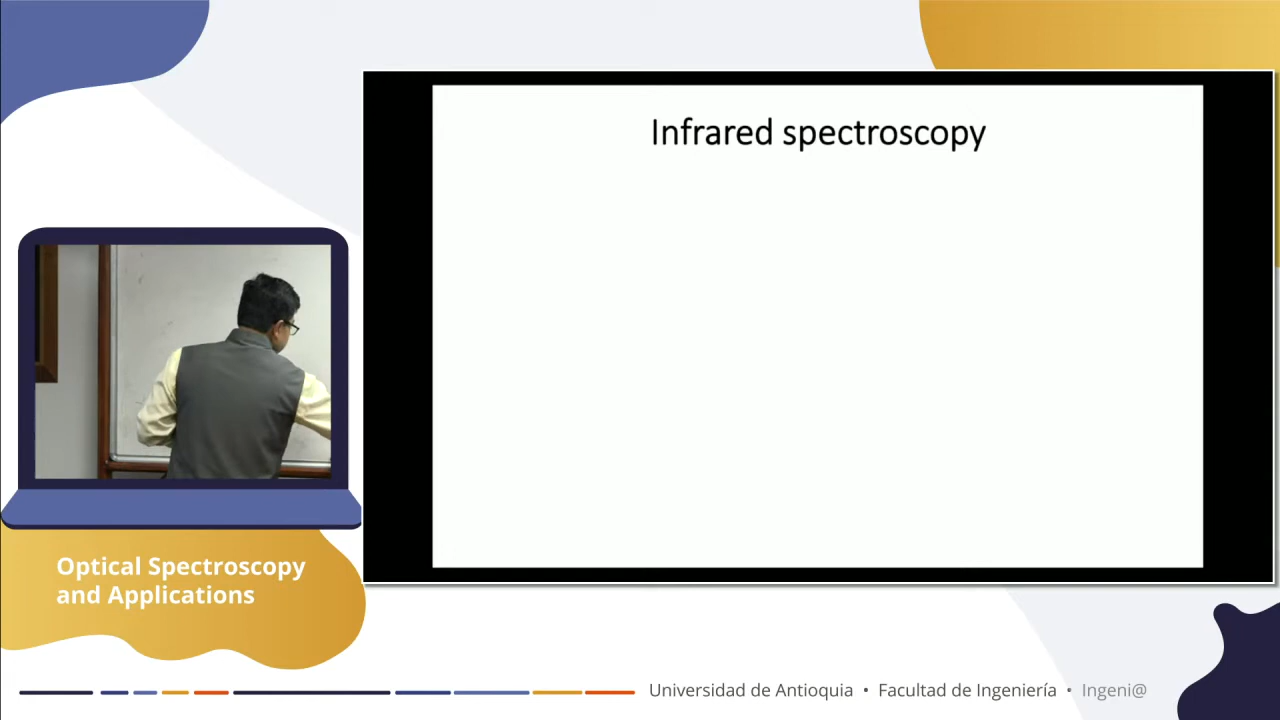 Infrared spectroscopy
Optical Spectroscopy
and Applications
Universidad de Antioquia • Facultad de Ingeniería • Ingeni@